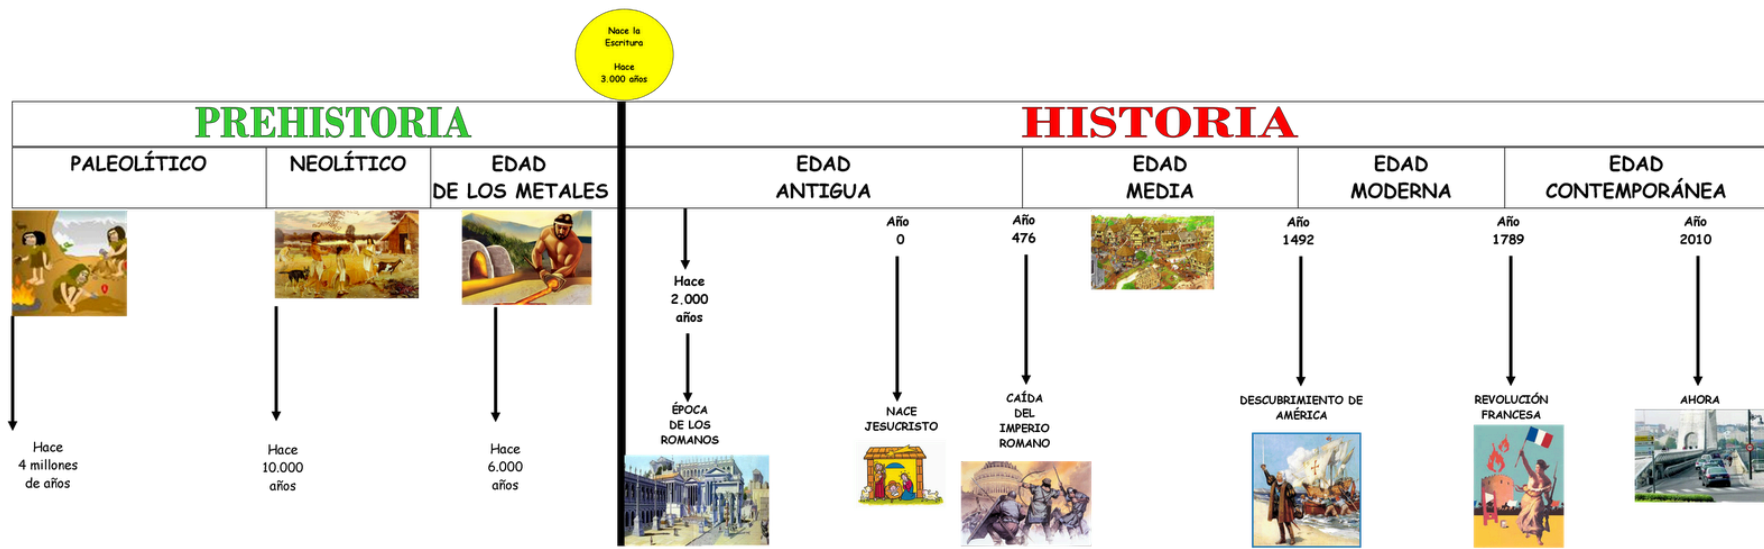 Nace la
Escritura
Hace
3.000 años
PREHISTORIA
HISTORIA
PALEOLÍTICO
NEOLÍTICO
EDAD
DE LOS METALES
EDAD
ANTIGUA
EDAD
MEDIA
EDAD
MODERNA
EDAD
CONTEMPORÁNEA
Hace
4 millones
de años
Hace
10.000
años
Hace
6.000
años
Hace
2.000
años
ÉPOCA
DE LOS
ROMANOS
Año
0
NACE
JESUCRISTO
Año
476
CAÍDA
DEL
IMPERIO
ROMANO
Año
1492
DESCUBRIMIENTO DE
AMÉRICA
Año
1789
REVOLUCIÓN
FRANCESA
Año
2010
AHORA